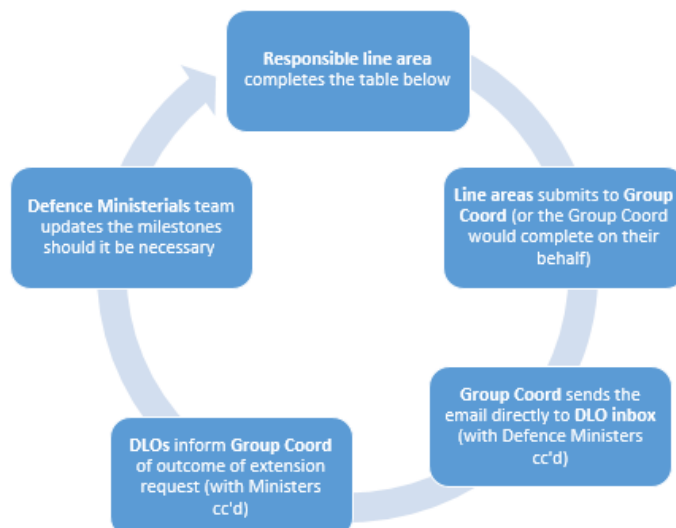 Responsible line area
completes the table below
Line areas submits to Group
Coord (or the Group Coord
would complete on their
behalf)
Group Coord sends the
email directly to DLO inbox
(with Defence Ministers
cc'd)
DLOs inform Group Coord
of outcome of extension
request (with Ministers
cc'd)
Defence Ministerials team
updates the milestones
should it be necessary